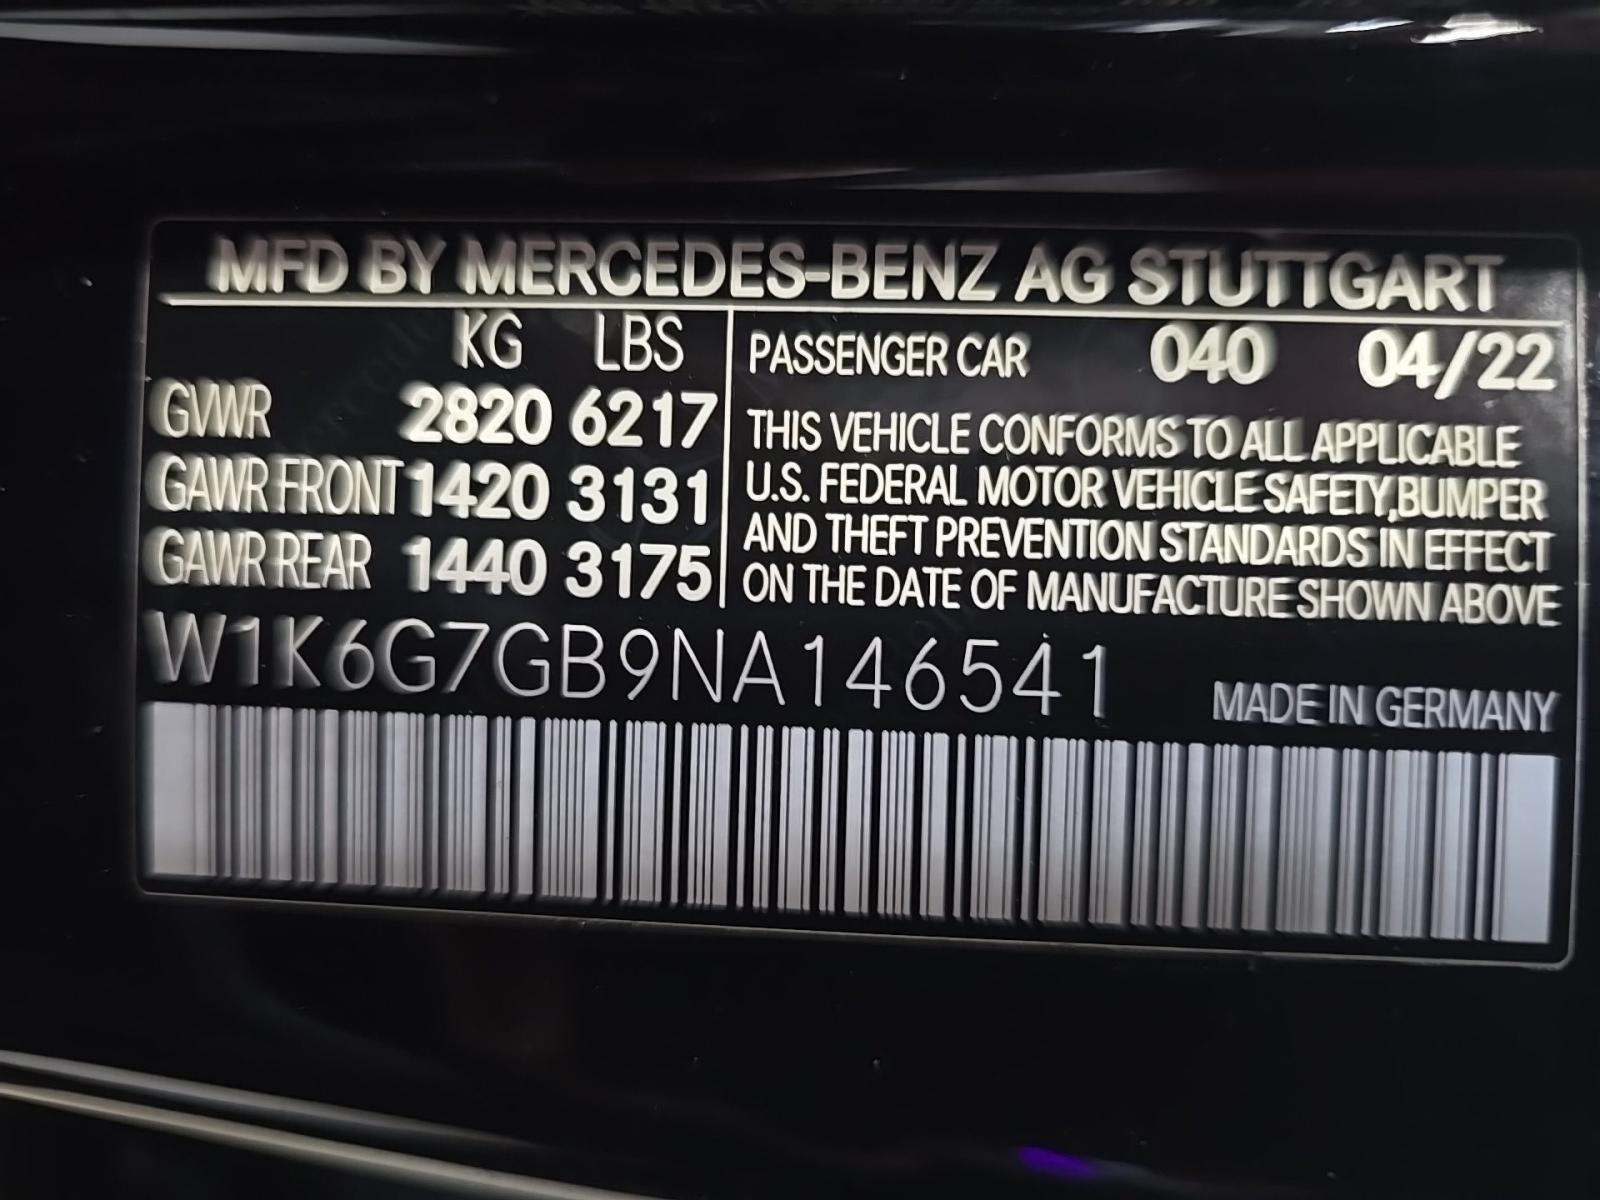 MFD BY MERCEDES-BENZ AG STUTTGART
KG LBS
GVWR 2820 6217
GAWR FRONT 1420 3131
GAWR REAR 1440 3175
PASSENGER CAR 040 04/22
THIS VEHICLE CONFORMS TO ALL APPLICABLE
U.S. FEDERAL MOTOR VEHICLE SAFETY,BUMPER
AND THEFT PREVENTION STANDARDS IN EFFECT
ON THE DATE OF MANUFACTURE SHOWN ABOVE
W1K6G7GB9NA146541
MADE IN GERMANY